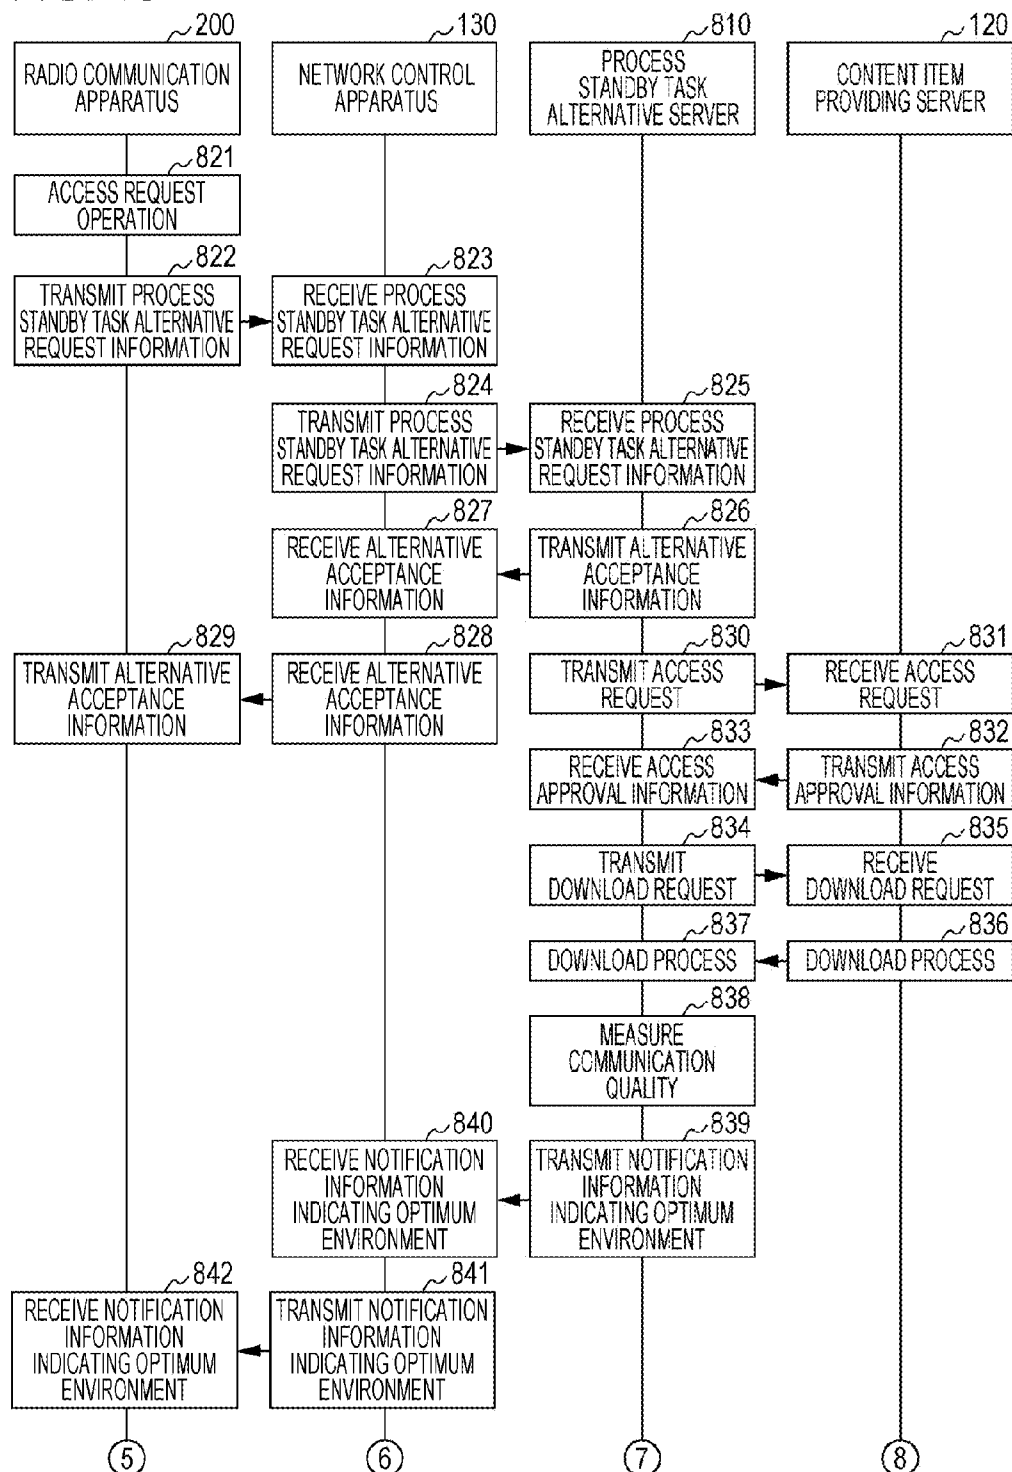 200
RADIO COMMUNICATION
APPARATUS
130
NETWORK CONTROL
APPARATUS
810
PROCESS
STANDBY TASK
ALTERNATIVE SERVER
120
CONTENT ITEM
PROVIDING SERVER
821
ACCESS REQUEST
OPERATION
822
TRANSMIT PROCESS
STANDBY TASK ALTERNATIVE
REQUEST INFORMATION
823
RECEIVE PROCESS
STANDBY TASK ALTERNATIVE
REQUEST INFORMATION
824
TRANSMIT PROCESS
STANDBY TASK ALTERNATIVE
REQUEST INFORMATION
825
RECEIVE PROCESS
STANDBY TASK ALTERNATIVE
REQUEST INFORMATION
827
RECEIVE ALTERNATIVE
ACCEPTANCE
INFORMATION
826
TRANSMIT ALTERNATIVE
ACCEPTANCE
INFORMATION
829
TRANSMIT ALTERNATIVE
ACCEPTANCE
INFORMATION
828
RECEIVE ALTERNATIVE
ACCEPTANCE
INFORMATION
830
TRANSMIT ACCESS
REQUEST
831
RECEIVE ACCESS
REQUEST
833
RECEIVE ACCESS
APPROVAL INFORMATION
832
TRANSMIT ACCESS
APPROVAL INFORMATION
834
TRANSMIT
DOWNLOAD REQUEST
835
RECEIVE
DOWNLOAD REQUEST
837
DOWNLOAD PROCESS
836
DOWNLOAD PROCESS
838
MEASURE
COMMUNICATION
QUALITY
840
RECEIVE NOTIFICATION
INFORMATION
INDICATING OPTIMUM
ENVIRONMENT
839
TRANSMIT NOTIFICATION
INFORMATION
INDICATING OPTIMUM
ENVIRONMENT
842
RECEIVE NOTIFICATION
INFORMATION
INDICATING OPTIMUM
ENVIRONMENT
841
TRANSMIT NOTIFICATION
INFORMATION
INDICATING OPTIMUM
ENVIRONMENT
5
6
7
8